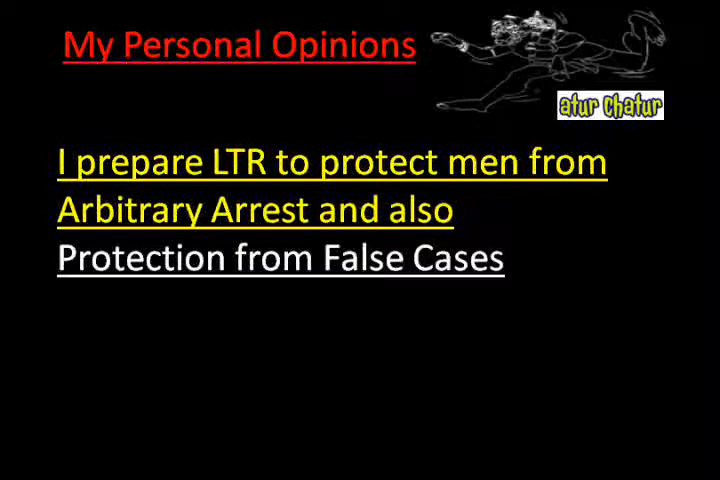 My Personal Opinions
atur chatur
I prepare LTR to protect men from
Arbitrary Arrest and also
Protection from False Cases